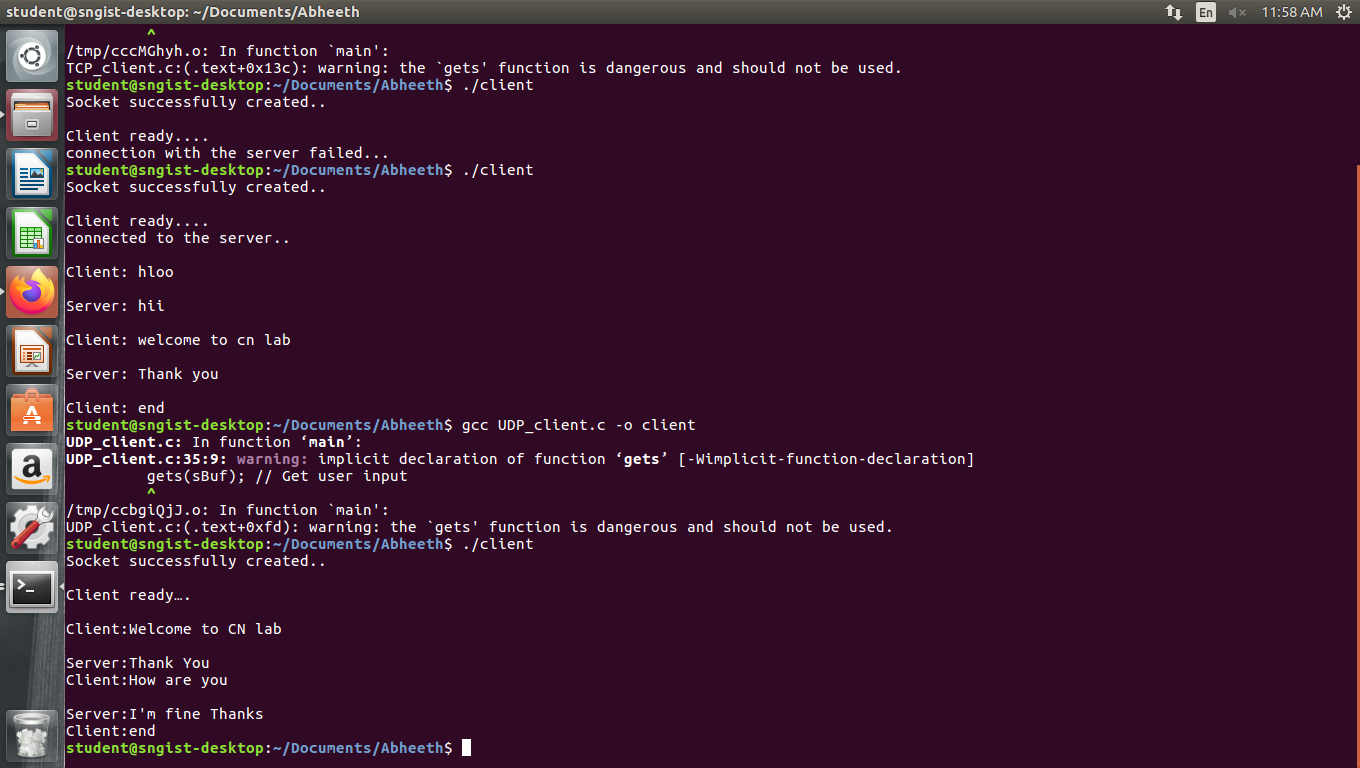 student@sngist-desktop: ~/Documents/Abheeth
En
11:58 AM
^
/tmp/cccMGhyh.o: In function `main':
TCP_client.c:(.text+0x13c): warning: the `gets' function is dangerous and should not be used.
student@sngist-desktop:~/Documents/Abheeth$ ./client
Socket successfully created..
Client ready....
connection with the server failed...
student@sngist-desktop:~/Documents/Abheeth$ ./client
Socket successfully created..
Client ready....
connected to the server..
Client: hloo
Server: hii
Client: welcome to cn lab
Server: Thank you
Client: end
student@sngist-desktop:~/Documents/Abheeth$ gcc UDP_client.c -o client
UDP_client.c: In function ‘main’:
UDP_client.c:35:9: warning: implicit declaration of function ‘gets’ [-Wimplicit-function-declaration]
gets(sBuf); // Get user input
^
/tmp/ccbgiQjJ.o: In function `main':
UDP_client.c:(.text+0xfd): warning: the `gets' function is dangerous and should not be used.
student@sngist-desktop:~/Documents/Abheeth$ ./client
Socket successfully created..
Client ready….
Client:Welcome to CN lab
Server:Thank You
Client:How are you
Server:I'm fine Thanks
Client:end
student@sngist-desktop:~/Documents/Abheeth$